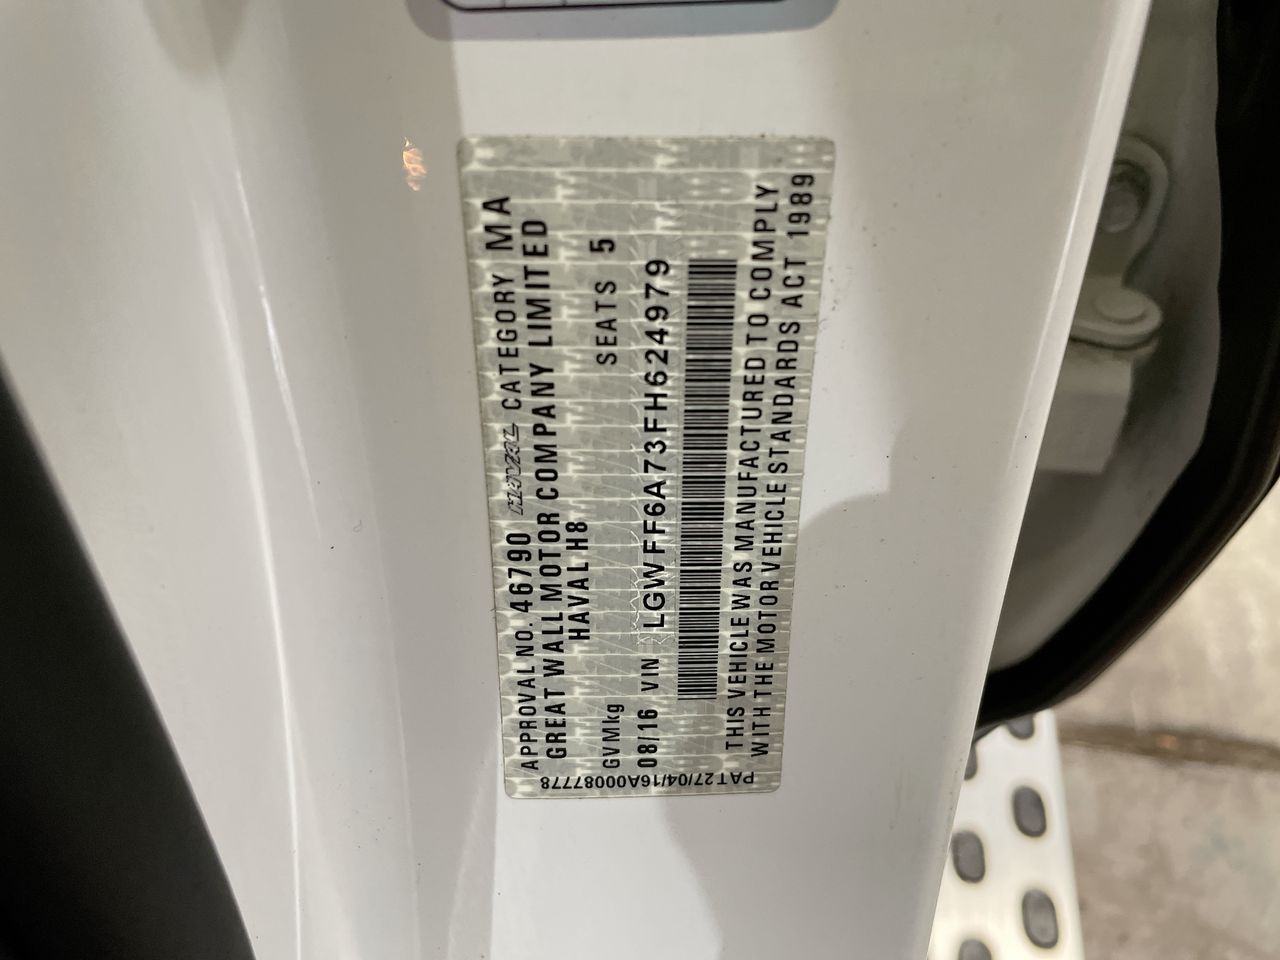 APPROVAL NO. 46790 HAVAL CATEGORY MA
GREAT WALL MOTOR COMPANY LIMITED
HAVAL H8
GVMkg SEATS 5
08/16 VIN LGWFF6A73FH624979
THIS VEHICLE WAS MANUFACTURED TO COMPLY
WITH THE MOTOR VEHICLE STANDARDS ACT 1989
PAT27/04/16A00087778